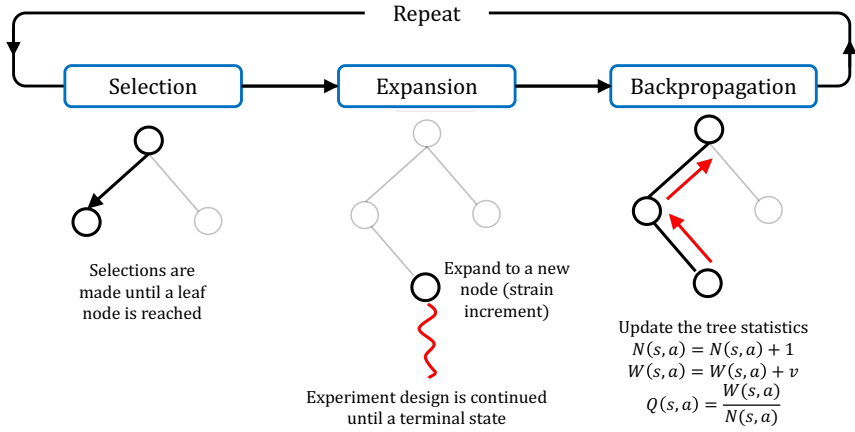 Repeat
Selection
Expansion
Backpropagation
Selections are
made until a leaf
node is reached
Expand to a new
node (strain
increment)
Experiment design is continued
until a terminal state
Update the tree statistics
N(s, a) = N(s, a) + 1
W(s, a) = W(s, a) + v
Q(s, a) = W(s, a) / N(s, a)